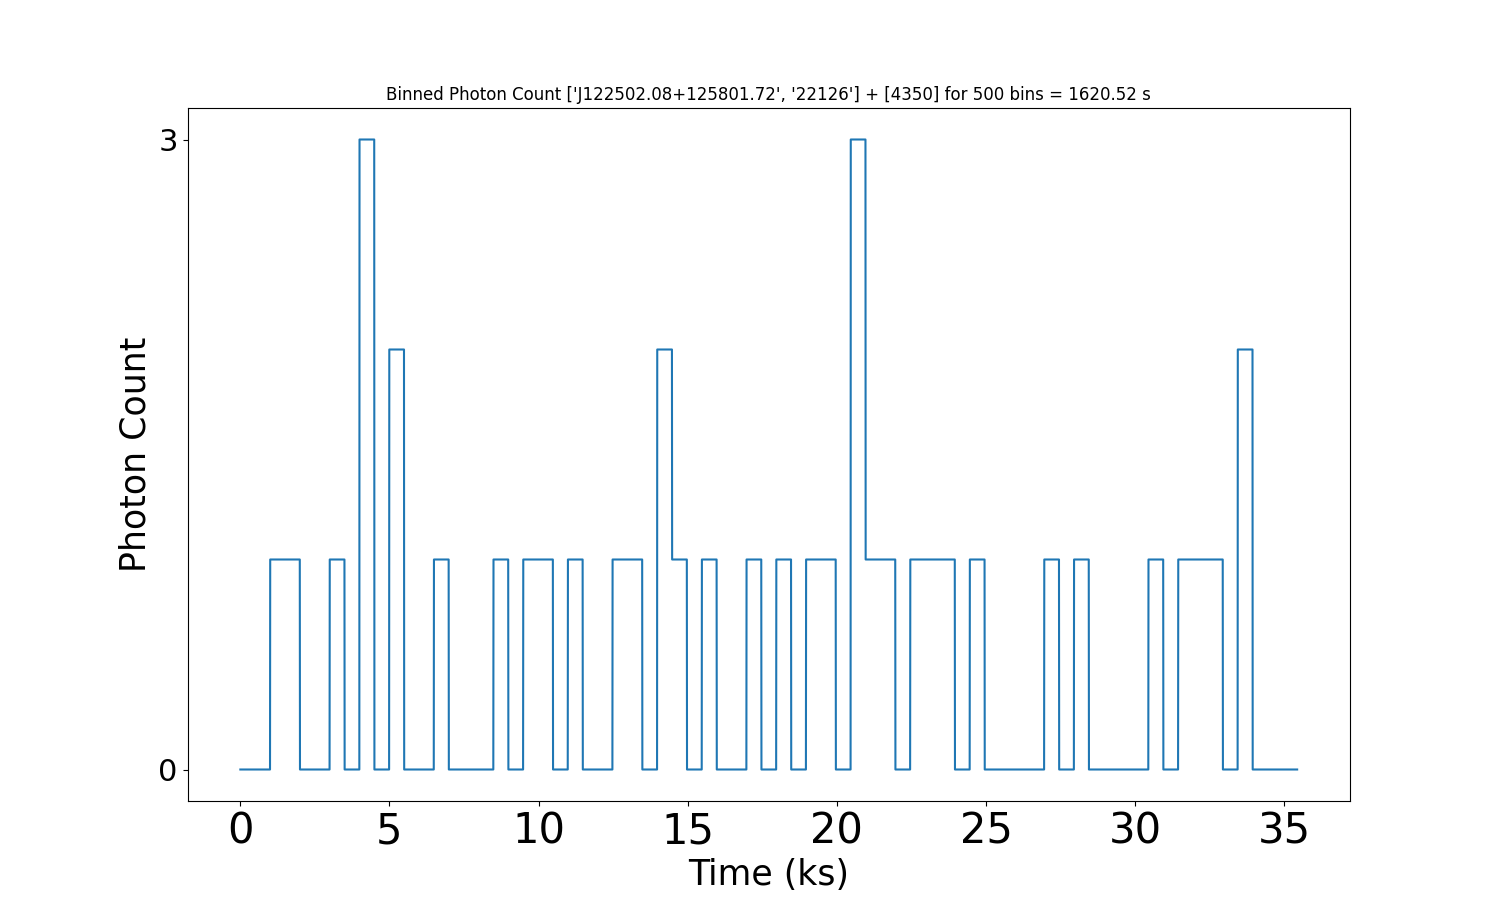 Binned Photon Count ['J122502.08+125801.72', '22126'] + [4350] for 500 bins = 1620.52 s
3
Photon Count
0
0 5 10 15 20 25 30 35
Time (ks)